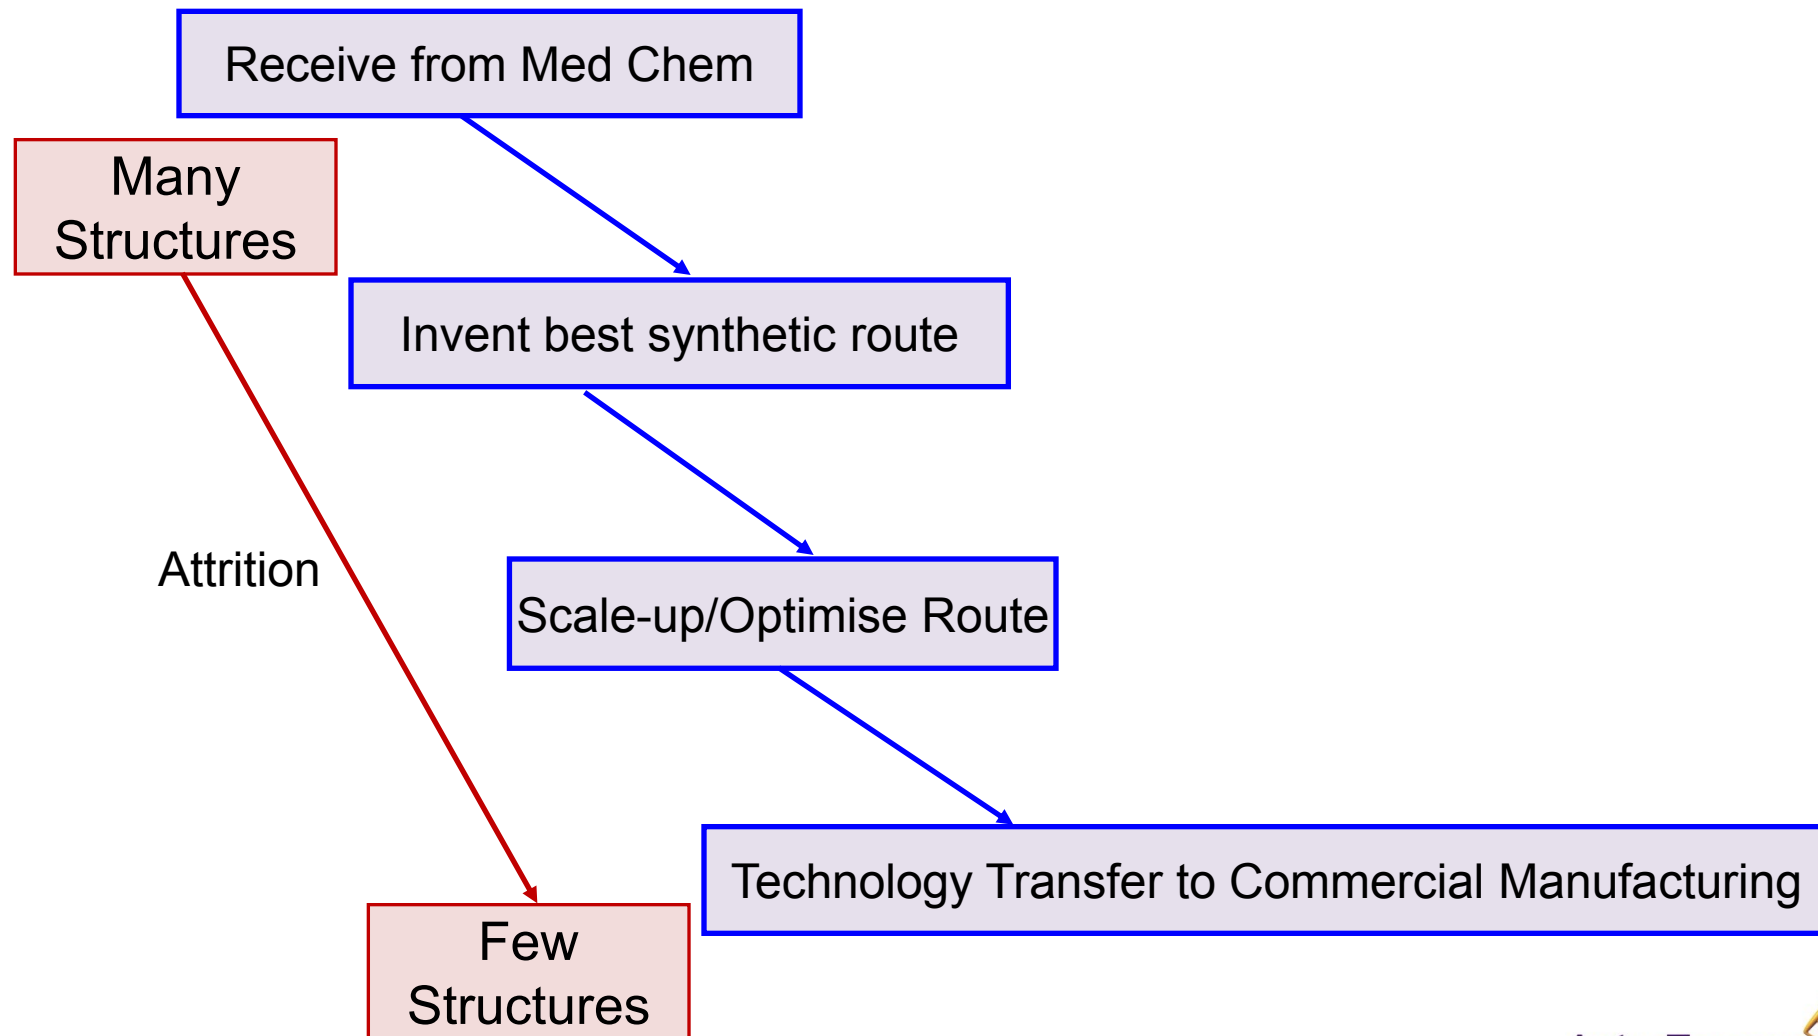 Receive from Med Chem
Many
Structures
Invent best synthetic route
Attrition
Scale-up/Optimise Route
Technology Transfer to Commercial Manufacturing
Few
Structures